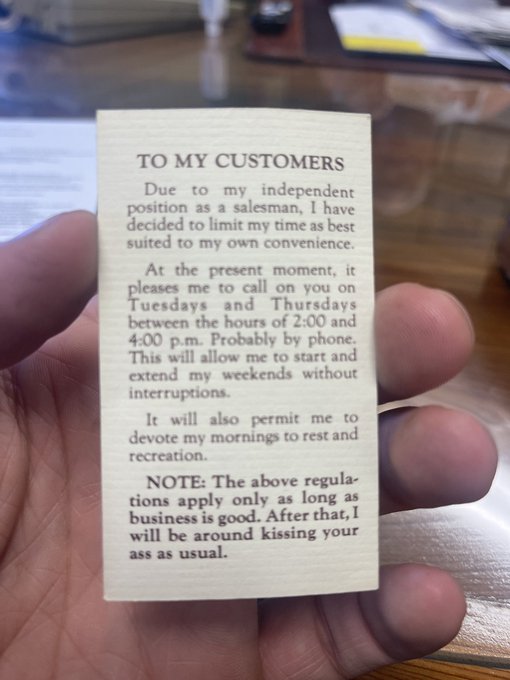 TO MY CUSTOMERS
Due to my independent
position as a salesman, I have
decided to limit my time as best
suited to my own convenience.
At the present moment, it
pleases me to call on you on
Tuesdays and Thursdays
between the hours of 2:00 and
4:00 p.m. Probably by phone.
This will allow me to start and
extend my weekends without
interruptions.
It will also permit me to
devote my mornings to rest and
recreation.
NOTE: The above regula-
tions apply only as long as
business is good. After that, I
will be around kissing your
ass as usual.